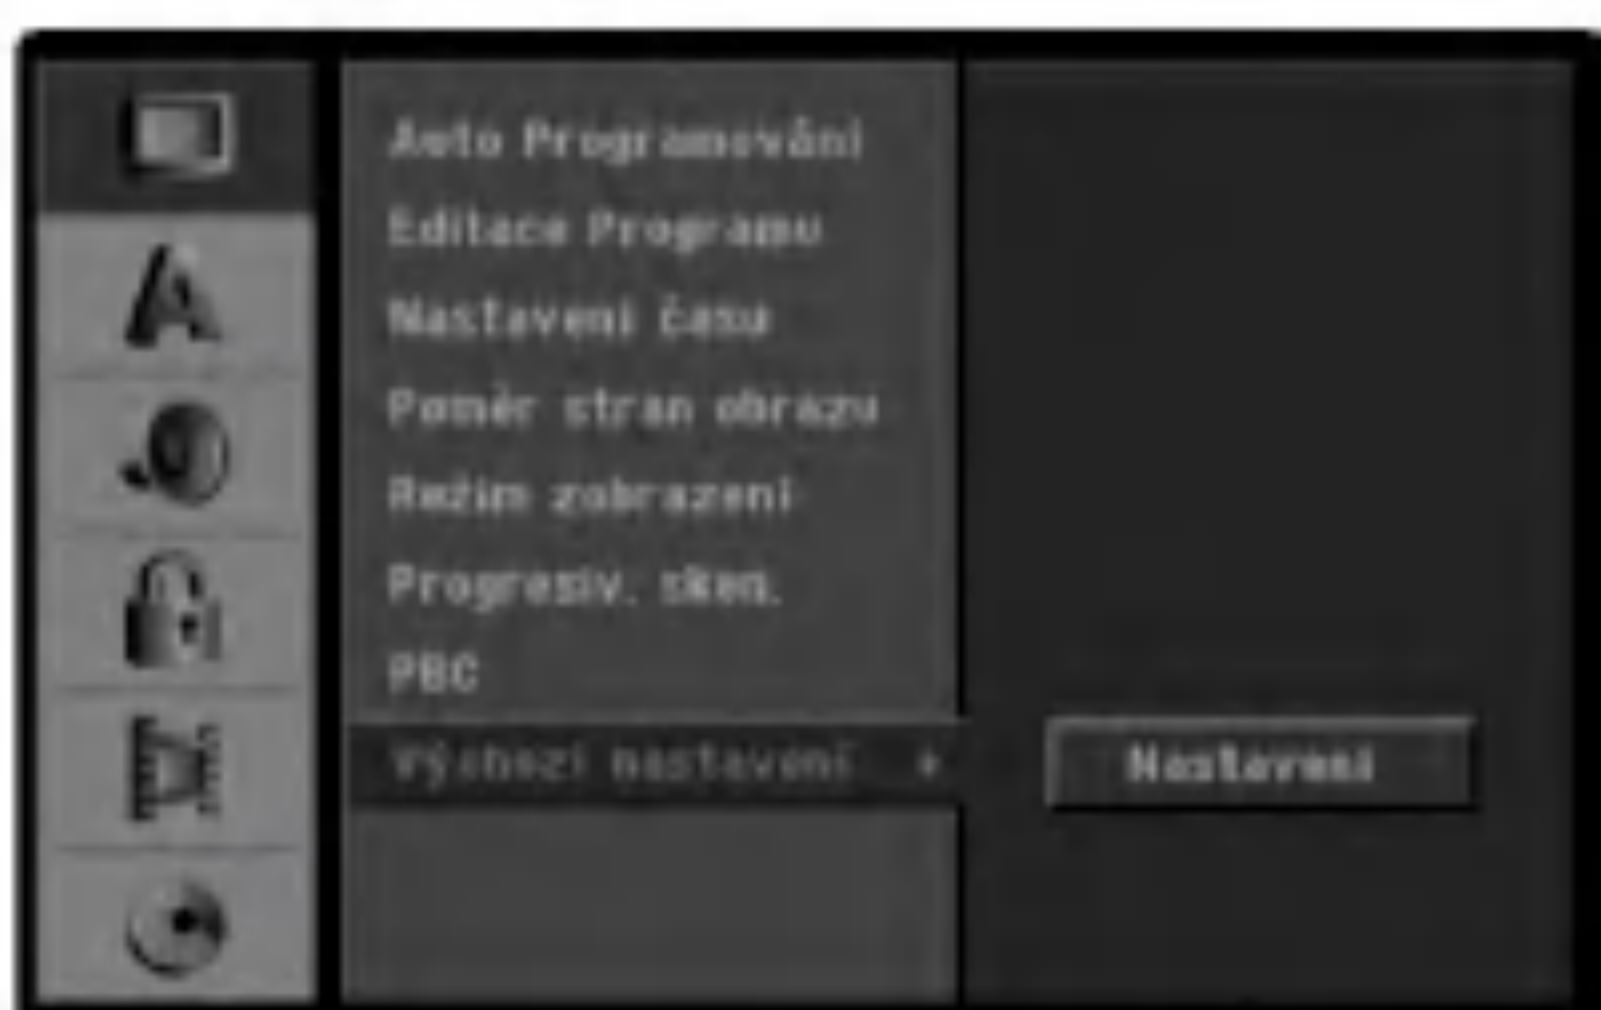 Auto Programování
Editace Programu
Nastavení času
Poměr stran obrazu
Režim zobrazení
Progresiv. sken.
PBC
Výchozí nastavení
Nastavení